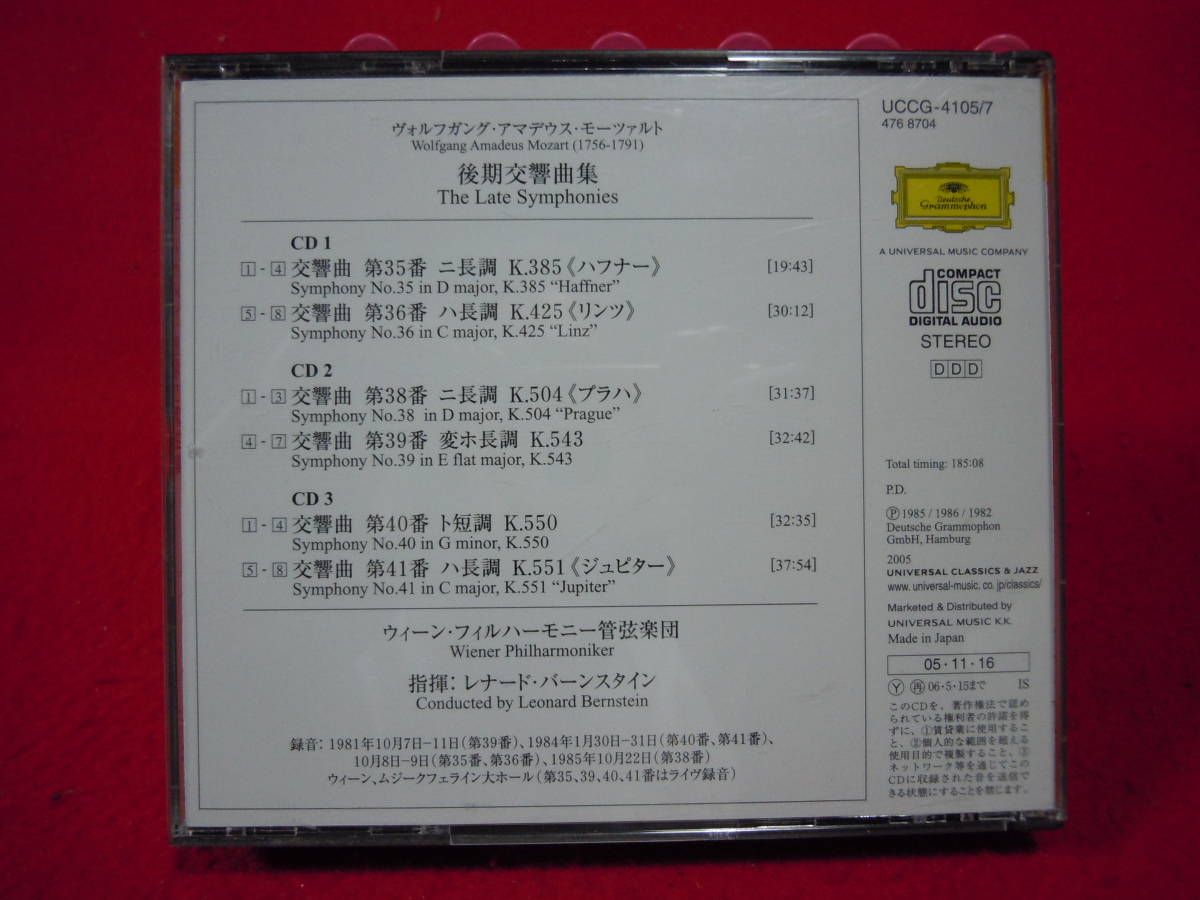 ヴォルフガング・アマデウス・モーツァルト
Wolfgang Amadeus Mozart (1756-1791)
後期交響曲集
The Late Symphonies
CD 1
1 - 4 交響曲 第35番 ニ長調 K.385《ハフナー》 [19:43]
Symphony No.35 in D major, K.385 “Haffner”
5 - 8 交響曲 第36番 ハ長調 K.425《リンツ》 [30:12]
Symphony No.36 in C major, K.425 “Linz”
CD 2
1 - 3 交響曲 第38番 ニ長調 K.504《プラハ》 [31:37]
Symphony No.38 in D major, K.504 “Prague”
4 - 7 交響曲 第39番 変ホ長調 K.543 [32:42]
Symphony No.39 in E flat major, K.543
CD 3
1 - 4 交響曲 第40番 ト短調 K.550 [32:35]
Symphony No.40 in G minor, K.550
5 - 8 交響曲 第41番 ハ長調 K.551《ジュピター》 [37:54]
Symphony No.41 in C major, K.551 “Jupiter”
ウィーン・フィルハーモニー管弦楽団
Wiener Philharmoniker
指揮：レナード・バーンスタイン
Conducted by Leonard Bernstein
録音：1981年10月7日-11日（第39番）、1984年1月30日-31日（第40番、第41番）、
10月8日-9日（第35番、第36番）、1985年10月22日（第38番）
ウィーン、ムジークフェライン大ホール（第35、39、40、41番はライヴ録音）
UCCG-4105/7
476 8704
Deutsche
Grammophon
A UNIVERSAL MUSIC COMPANY
COMPACT
disc
DIGITAL AUDIO
STEREO
DDD
Total timing: 185:08
P.D.
Ⓟ 1985 / 1986 / 1982
Deutsche Grammophon
GmbH, Hamburg
2005
UNIVERSAL CLASSICS & JAZZ
www. universal-music. co. jp/classics/
Marketed & Distributed by
UNIVERSAL MUSIC K.K.
Made in Japan
05・11・16
Ⓨ 再 06・5・15まで IS
このCDを、著作権法で認め
られている権利者の許諾を得
ずに、①賃貸業に使用するこ
と、②個人的な範囲を超える
使用目的で複製すること、③
ネットワーク等を通じてこの
CDに収録された音を送信で
きる状態にすることを禁じます。